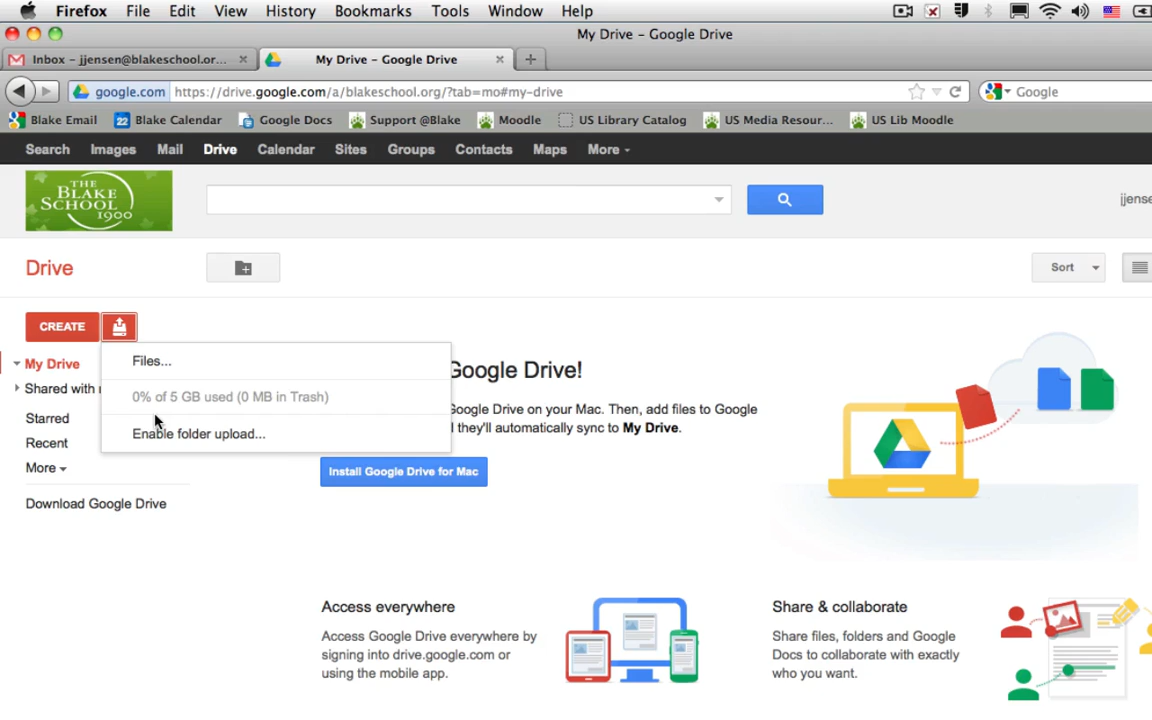 Firefox File Edit View History Bookmarks Tools Window Help
My Drive – Google Drive
Inbox – jjensen@blakeschool.or...
My Drive – Google Drive
google.com https://drive.google.com/a/blakeschool.org/?tab=mo#my-drive
Google
Blake Email 22 Blake Calendar Google Docs Support @Blake Moodle US Library Catalog US Media Resour... US Lib Moodle
Search Images Mail Drive Calendar Sites Groups Contacts Maps More
THE
BLAKE
SCHOOL
1900
jjense
Drive
Sort
CREATE
Files...
My Drive
Google Drive!
Shared with
0% of 5 GB used (0 MB in Trash)
Google Drive on your Mac. Then, add files to Google
Starred
they'll automatically sync to My Drive.
Enable folder upload...
Recent
More
Install Google Drive for Mac
Download Google Drive
Access everywhere
Access Google Drive everywhere by
signing into drive.google.com or
using the mobile app.
Share & collaborate
Share files, folders and Google
Docs to collaborate with exactly
who you want.